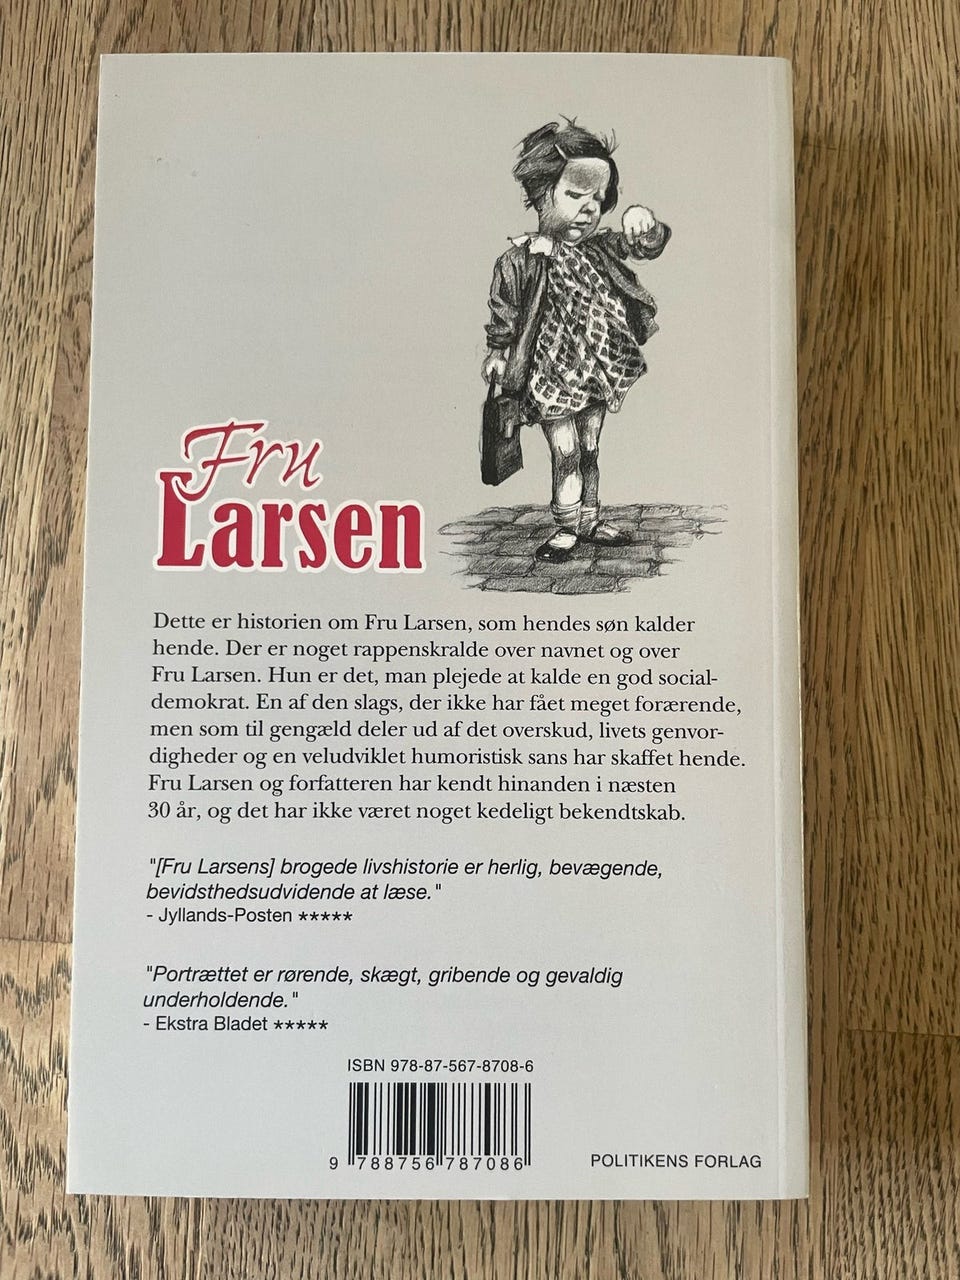 Fru
Larsen
Dette er historien om Fru Larsen, som hendes søn kalder
hende. Der er noget rappenskralde over navnet og over
Fru Larsen. Hun er det, man plejede at kalde en god social-
demokrat. En af den slags, der ikke har fået meget forærende,
men som til gengæld deler ud af det overskud, livets genvor-
digheder og en veludviklet humoristisk sans har skaffet hende.
Fru Larsen og forfatteren har kendt hinanden i næsten
30 år, og det har ikke været noget kedeligt bekendtskab.
"[Fru Larsens] brogede livshistorie er herlig, bevægende,
bevidsthedsudvidende at læse."
- Jyllands-Posten *****
"Portrættet er rørende, skægt, gribende og gevaldig
underholdende."
- Ekstra Bladet *****
ISBN 978-87-567-8708-6
9 788756 787086
POLITIKENS FORLAG